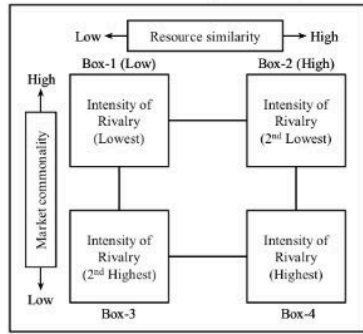 Low Resource similarity High
Box-1 (Low) Box-2 (High)
High
Market commonality
Low
Intensity of
Rivalry
(Lowest)
Intensity of
Rivalry
(2nd Lowest)
Intensity of
Rivalry
(2nd Highest)
Intensity of
Rivalry
(Highest)
Box-3 Box-4